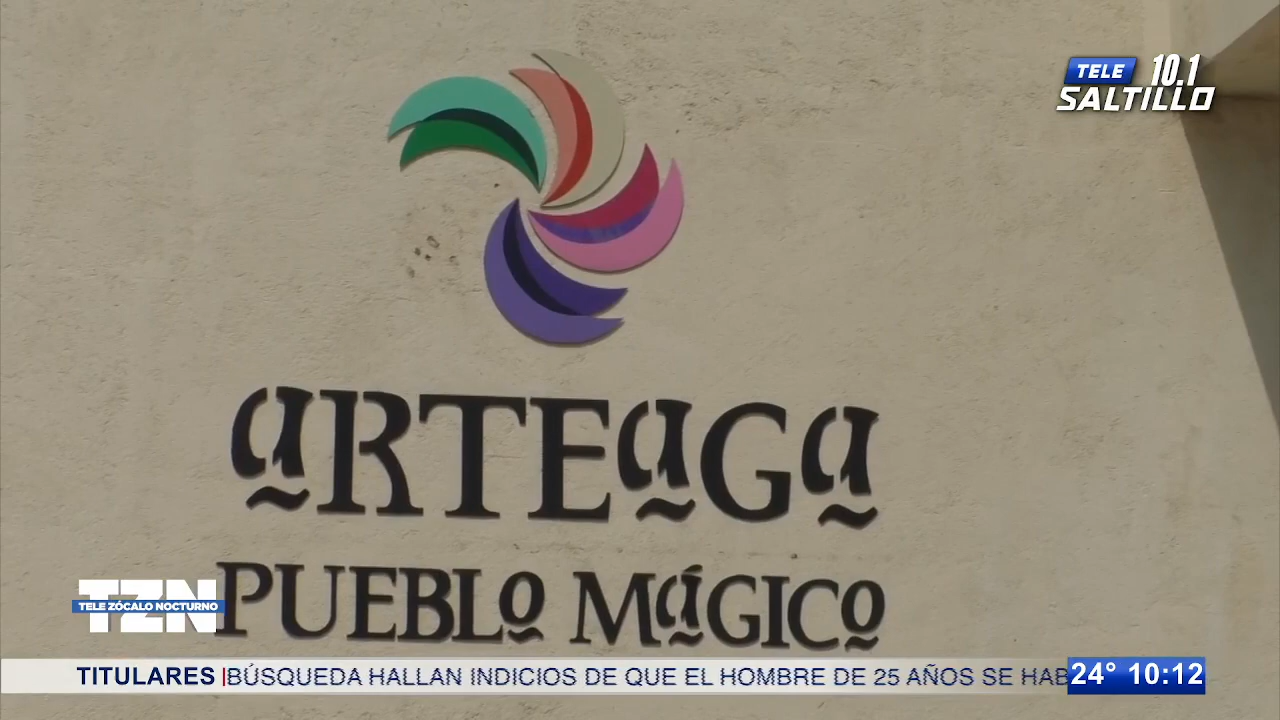 TELE 10.1
SALTILLO
aRTEaGa
PUEBLo MáGICo
TZN
TELE ZÓCALO NOCTURNO
TITULARES
BÚSQUEDA HALLAN INDICIOS DE QUE EL HOMBRE DE 25 AÑOS SE HAB
24° 10:12